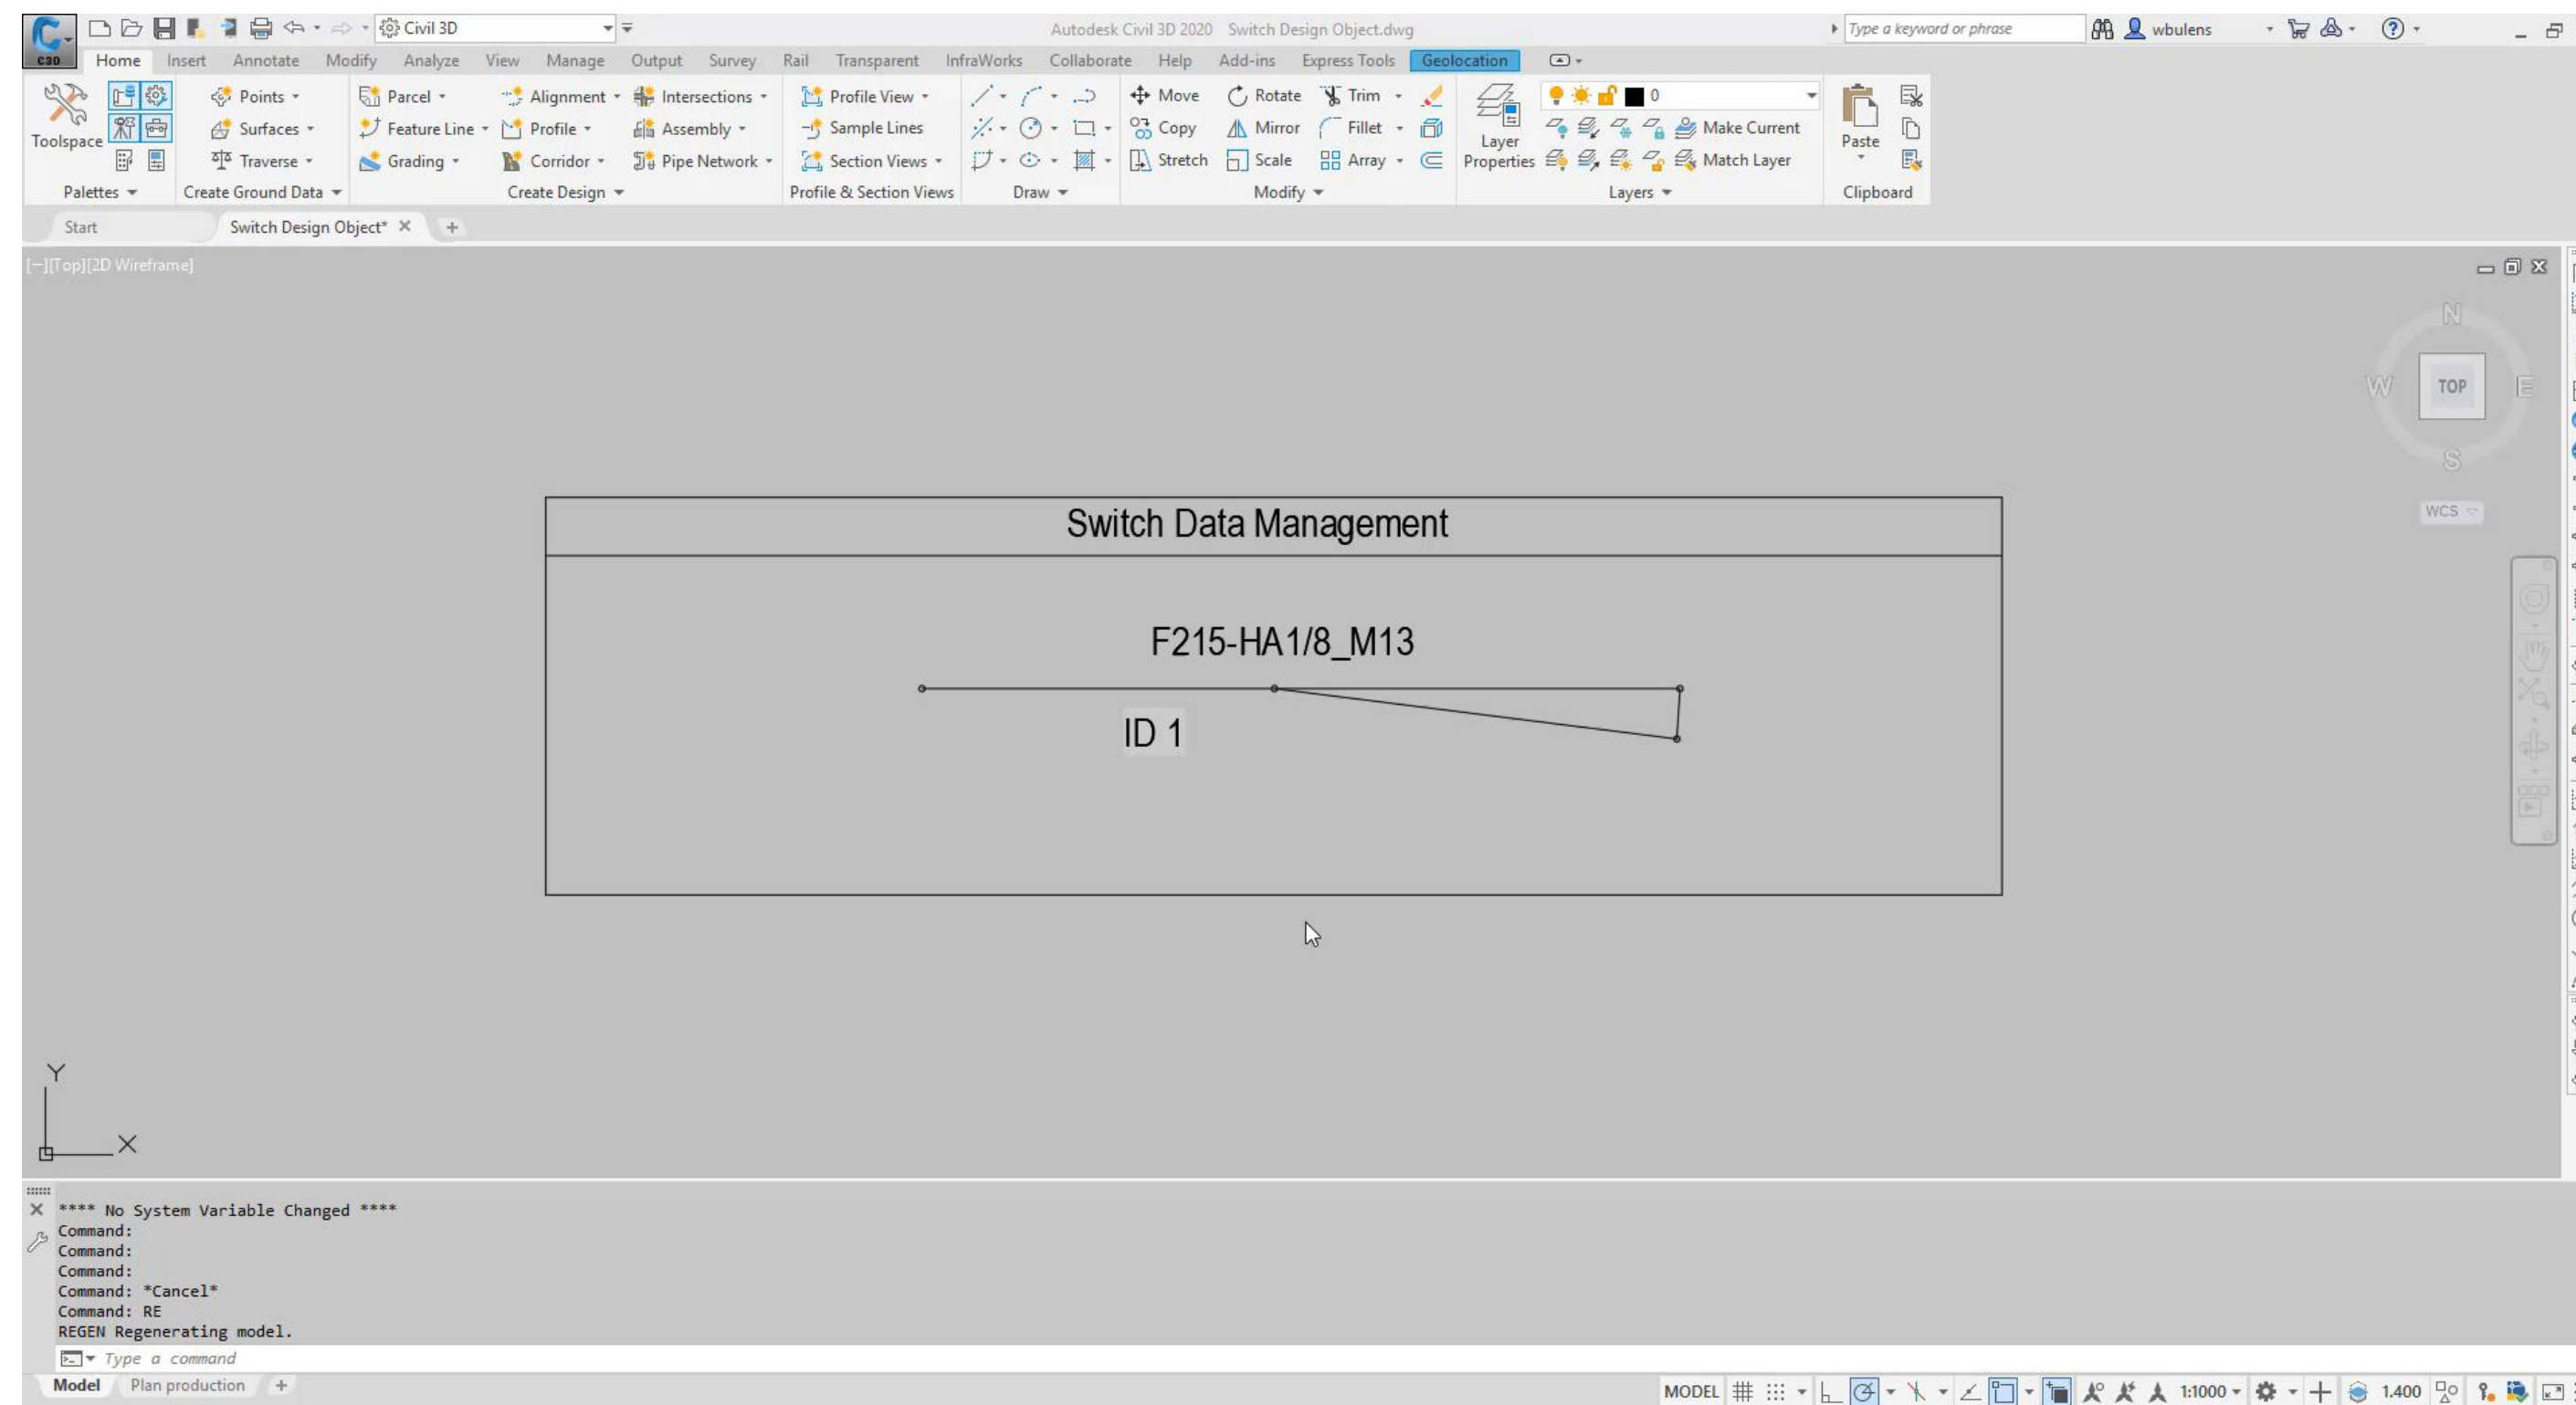 Civil 3D Autodesk Civil 3D 2020 Switch Design Object.dwg Type a keyword or phrase wbulens
C3D Home Insert Annotate Modify Analyze View Manage Output Survey Rail Transparent InfraWorks Collaborate Help Add-ins Express Tools Geolocation
Points Parcel Alignment Intersections Profile View Move Rotate Trim 0
Surfaces Feature Line Profile Assembly Sample Lines Copy Mirror Fillet Make Current
Toolspace Layer Paste
Traverse Grading Corridor Pipe Network Section Views Stretch Scale Array Properties Match Layer
Palettes Create Ground Data Create Design Profile & Section Views Draw Modify Layers Clipboard
Start Switch Design Object*
[−][Top][2D Wireframe]
N
W TOP E
S
WCS
Switch Data Management
F215-HA1/8_M13
ID 1
Y
X
**** No System Variable Changed ****
Command:
Command:
Command:
Command: *Cancel*
Command: RE
REGEN Regenerating model.
Type a command
Model Plan production MODEL 1:1000 1.400